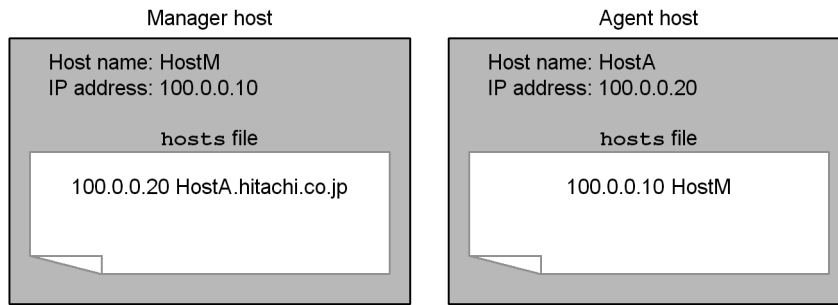 Manager host
Host name: HostM
IP address: 100.0.0.10
hosts file
100.0.0.20 HostA.hitachi.co.jp
Agent host
Host name: HostA
IP address: 100.0.0.20
hosts file
100.0.0.10 HostM